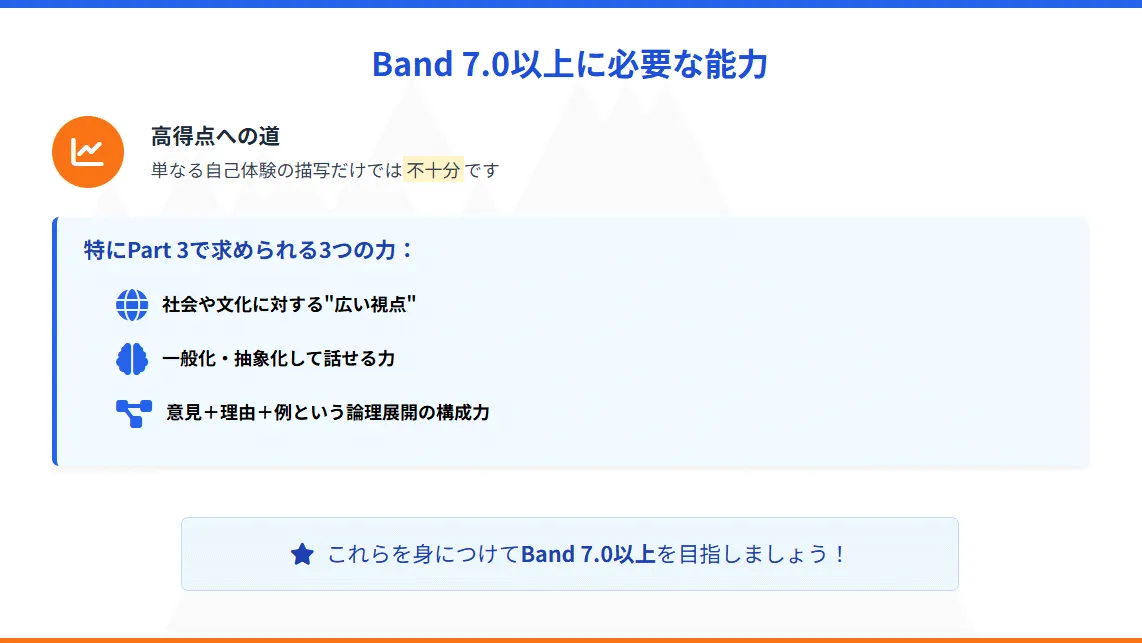 Band 7.0以上に必要な能力
高得点への道
単なる自己体験の描写だけでは不十分です
特にPart 3で求められる3つの力：
社会や文化に対する"広い視点"
一般化・抽象化して話せる力
意見＋理由＋例という論理展開の構成力
これらを身につけてBand 7.0以上を目指しましょう！